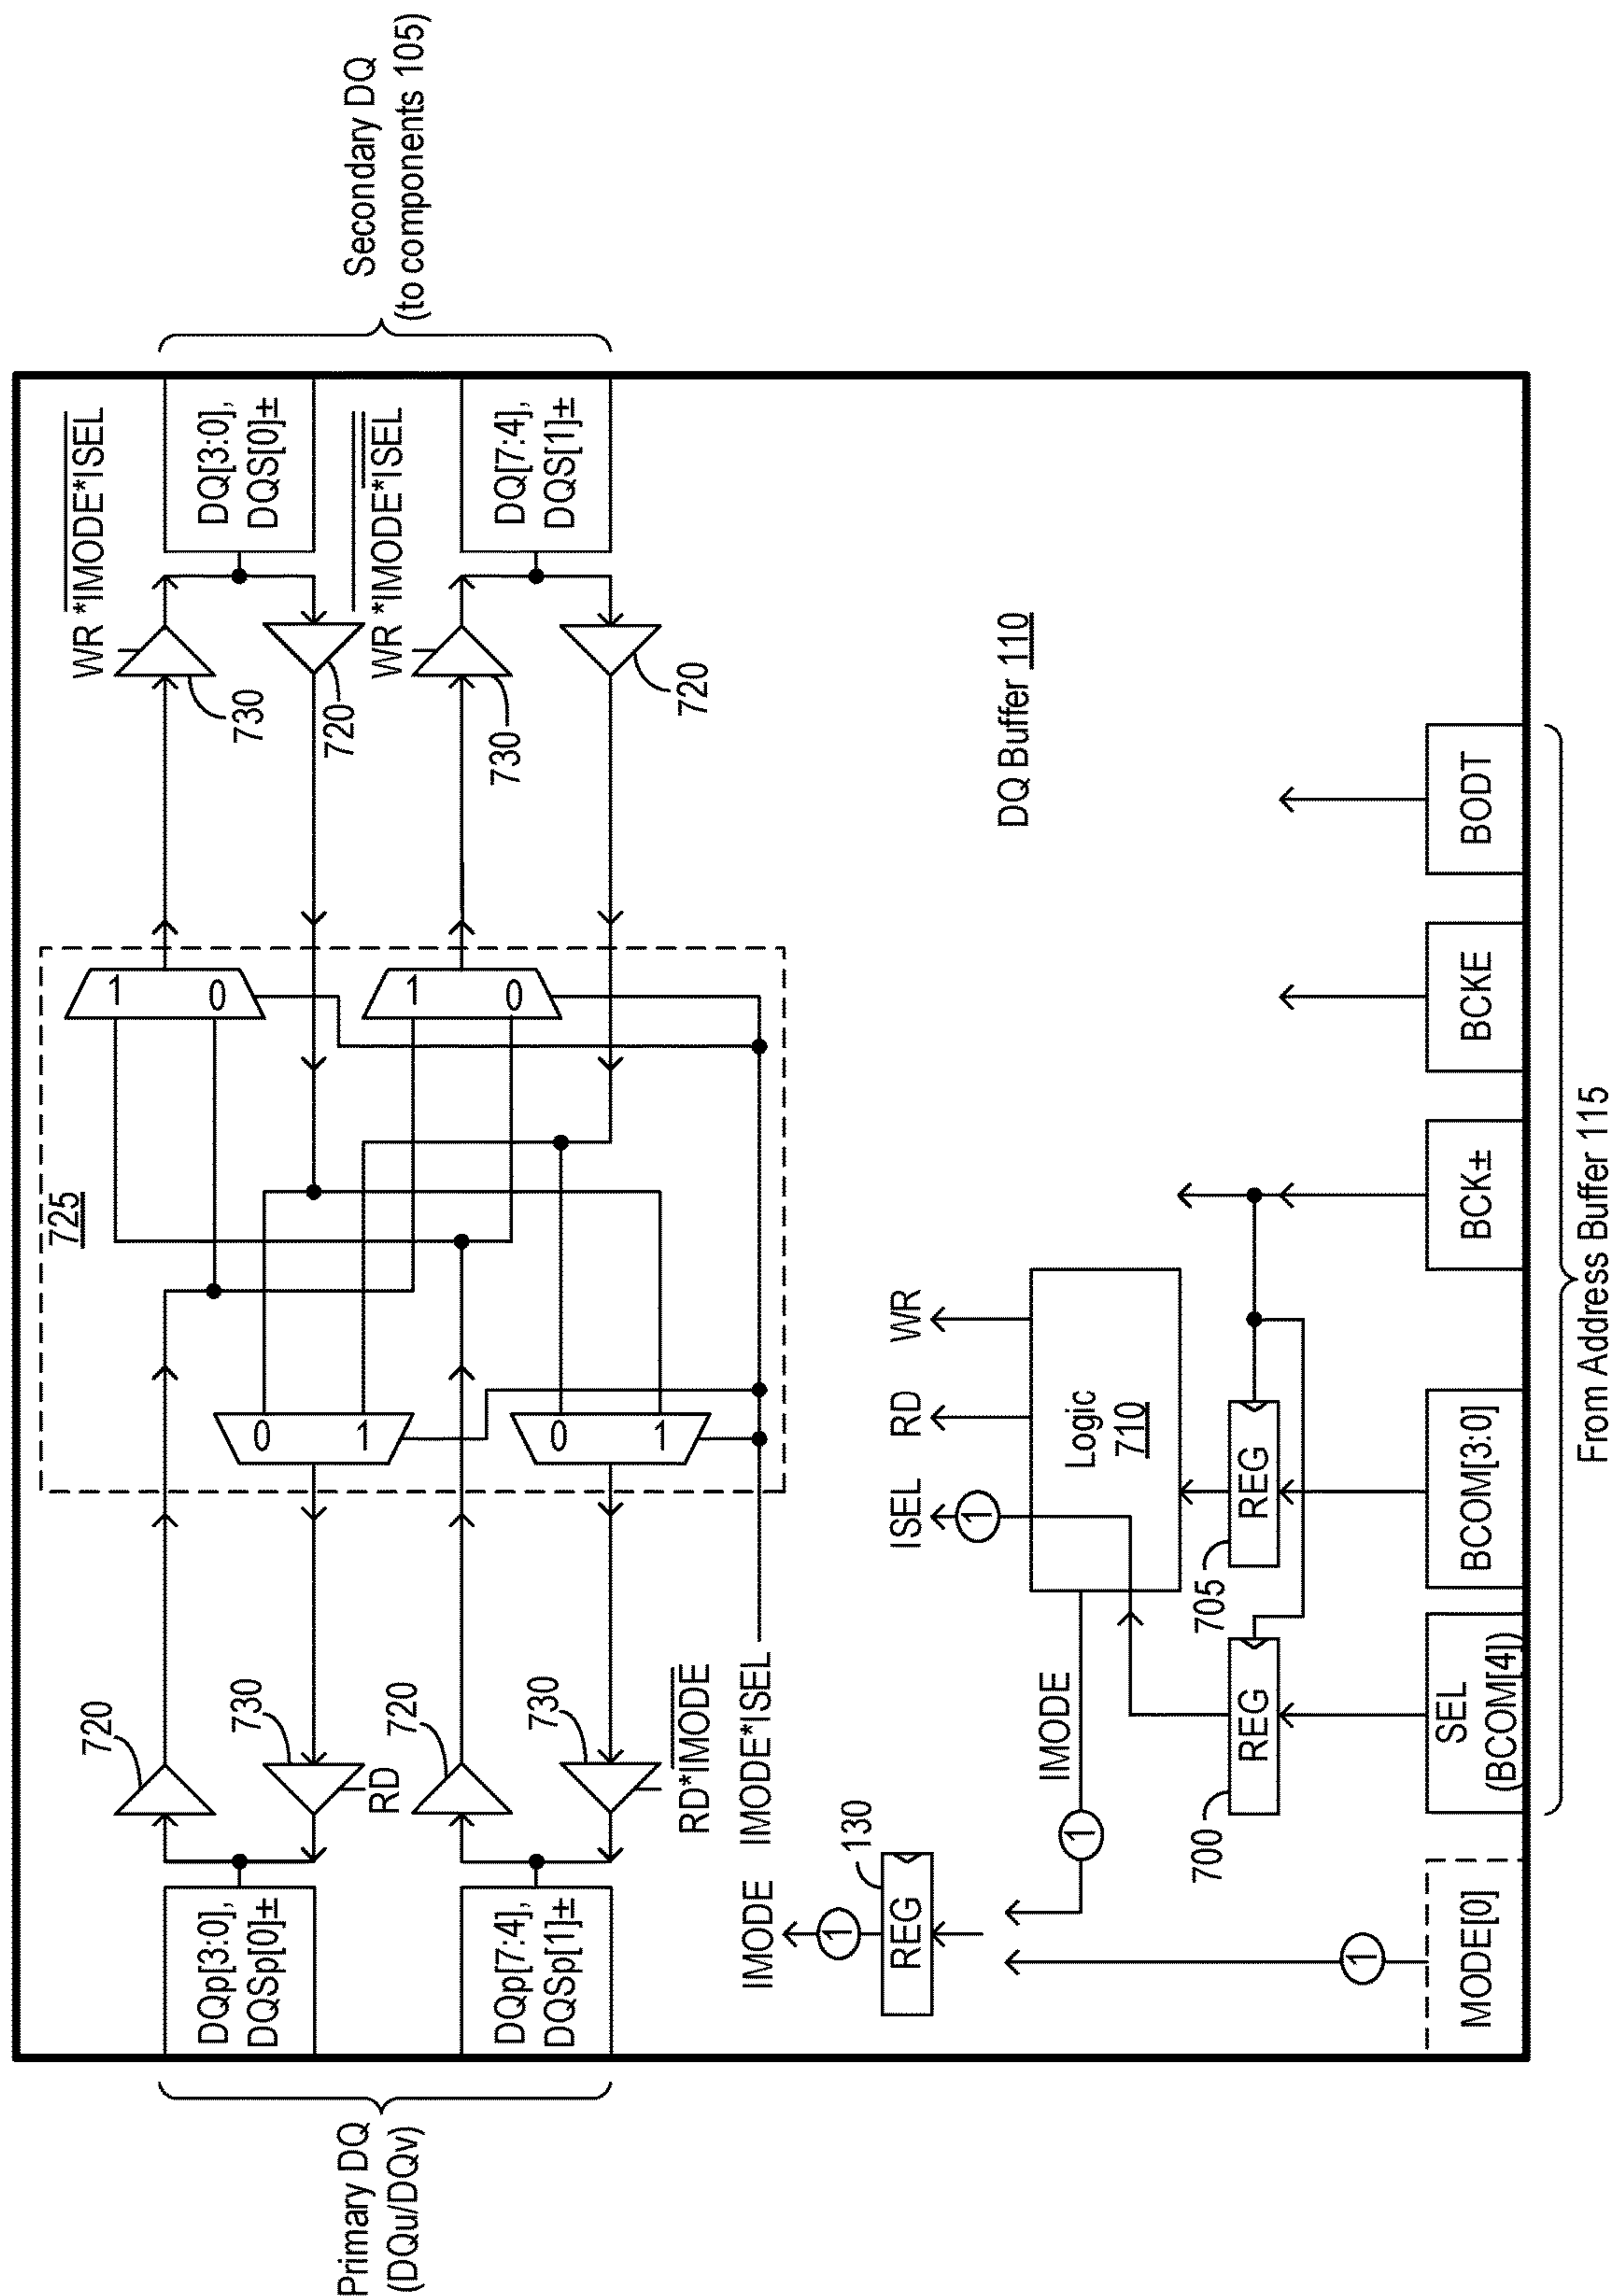 Primary DQ
(DQu/DQv)
DQp[3:0],
DQSp[0]±
DQp[7:4],
DQSp[1]±
720
730
RD
720
730
RD*IMODE
IMODE*ISEL
725
0
1
0
1
1
0
1
0
730
720
730
720
WR *IMODE*ISEL
WR *IMODE*ISEL
DQ[3:0],
DQS[0]±
DQ[7:4],
DQS[1]±
Secondary DQ
(to components 105)
IMODE
1
REG
130
1
MODE[0]
IMODE
1
ISEL
RD
WR
1
Logic
710
700
REG
705
REG
DQ Buffer 110
SEL
(BCOM[4])
BCOM[3:0]
BCK±
BCKE
BODT
From Address Buffer 115